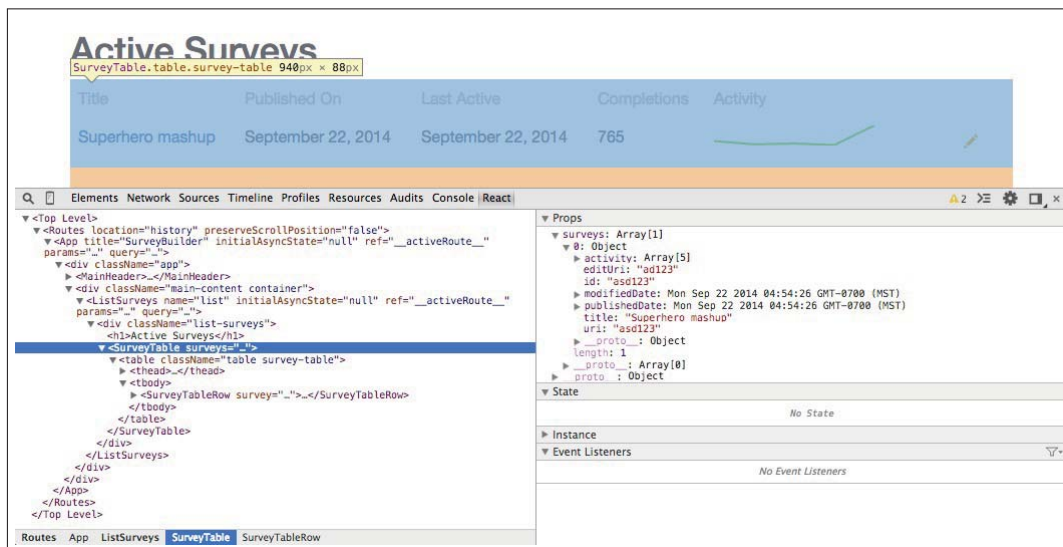 Active Surveys
SurveyTable.table.survey-table 940px × 88px
Title Published On Last Active Completions Activity
Superhero mashup September 22, 2014 September 22, 2014 765
Elements Network Sources Timeline Profiles Resources Audits Console React
2
▼<Top Level>
▼<Routes location="history" preserveScrollPosition="false">
▼<App title="SurveyBuilder" initialAsyncState="null" ref="__activeRoute__"
params="…" query="…">
▼<div className="app">
▶<MainHeader>…</MainHeader>
▼<div className="main-content container">
▼<ListSurveys name="list" initialAsyncState="null" ref="__activeRoute__"
params="…" query="…">
▼<div className="list-surveys">
<h1>Active Surveys</h1>
▼<SurveyTable surveys="…">
▼<table className="table survey-table">
▶<thead>…</thead>
▼<tbody>
▶<SurveyTableRow survey="…">…</SurveyTableRow>
</tbody>
</table>
</SurveyTable>
</div>
</ListSurveys>
</div>
</div>
</App>
</Routes>
</Top Level>
Routes App ListSurveys SurveyTable SurveyTableRow
▼ Props
▼ surveys: Array[1]
▼ 0: Object
▶ activity: Array[5]
editUri: "ad123"
id: "asd123"
▶ modifiedDate: Mon Sep 22 2014 04:54:26 GMT-0700 (MST)
▶ publishedDate: Mon Sep 22 2014 04:54:26 GMT-0700 (MST)
title: "Superhero mashup"
uri: "asd123"
▶ __proto__: Object
length: 1
▶ __proto__: Array[0]
▶ __proto__: Object
▼ State
No State
▶ Instance
▼ Event Listeners
No Event Listeners